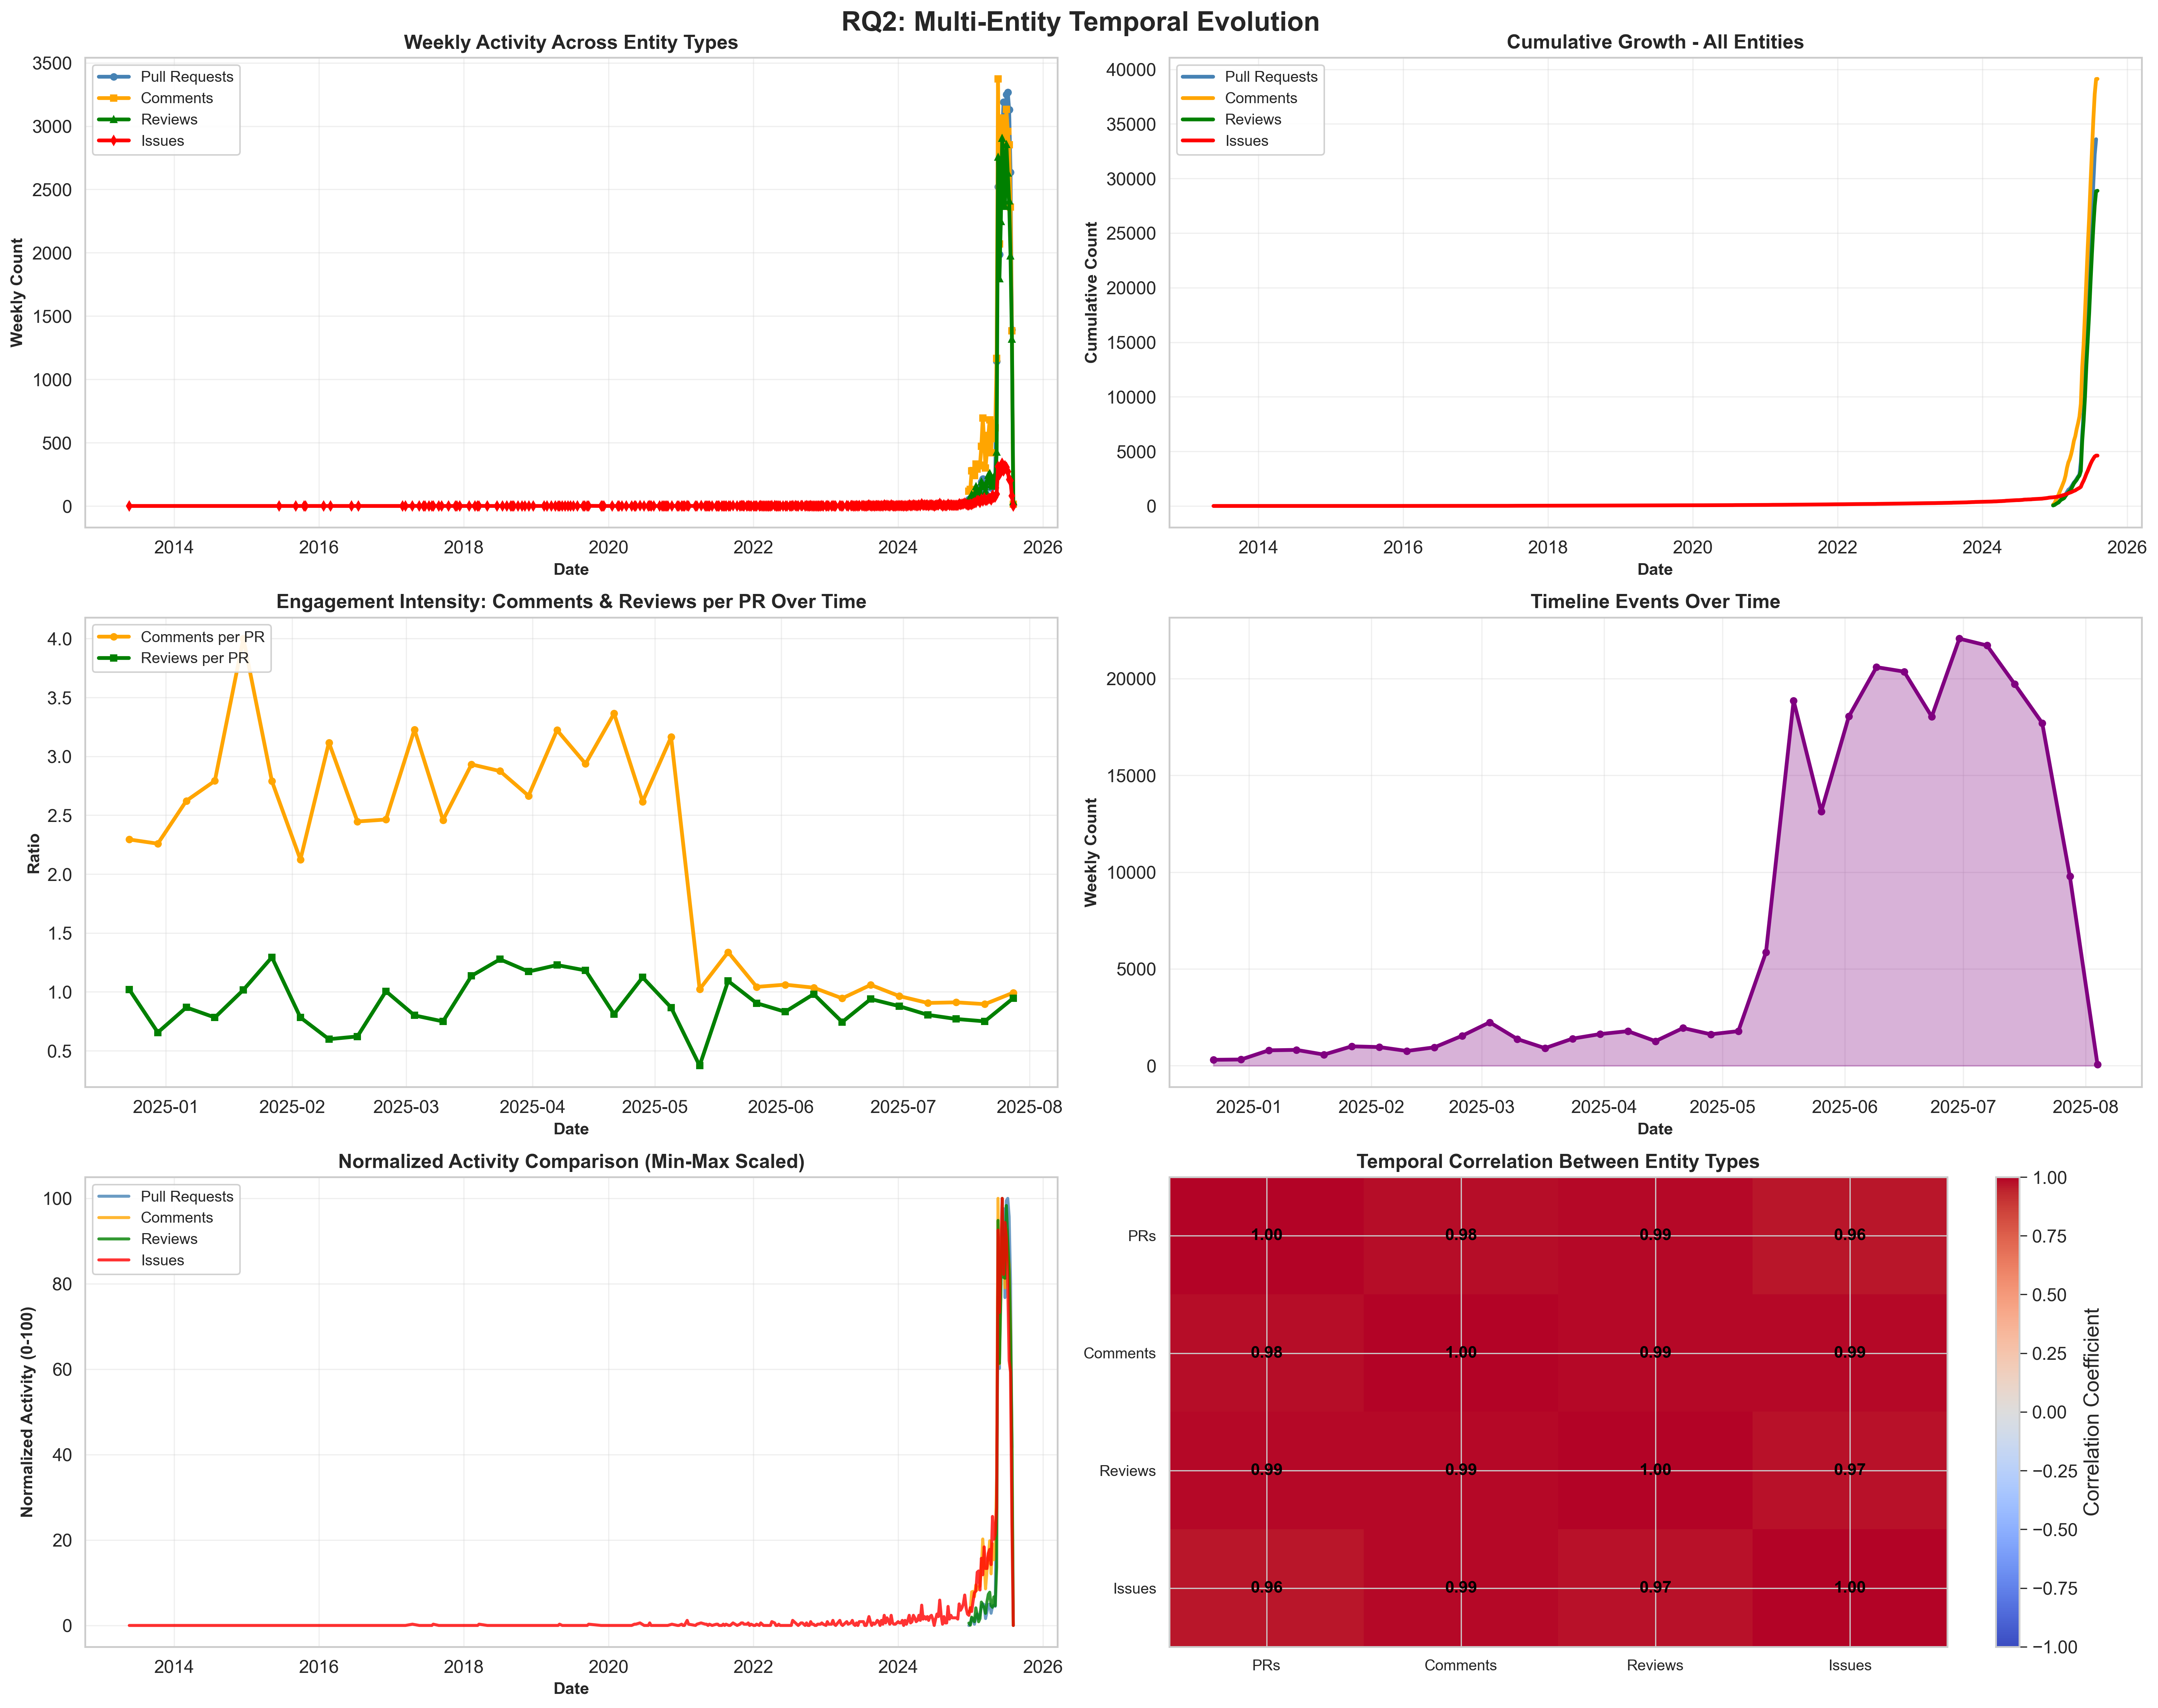 RQ2: Multi-Entity Temporal Evolution
Weekly Activity Across Entity Types
Pull Requests
Comments
Reviews
Issues
Weekly Count
3500
3000
2500
2000
1500
1000
500
0
2014 2016 2018 2020 2022 2024 2026
Date
Cumulative Growth - All Entities
Pull Requests
Comments
Reviews
Issues
Cumulative Count
40000
35000
30000
25000
20000
15000
10000
5000
0
2014 2016 2018 2020 2022 2024 2026
Date
Engagement Intensity: Comments & Reviews per PR Over Time
Comments per PR
Reviews per PR
Ratio
4.0
3.5
3.0
2.5
2.0
1.5
1.0
0.5
2025-01 2025-02 2025-03 2025-04 2025-05 2025-06 2025-07 2025-08
Date
Timeline Events Over Time
Weekly Count
20000
15000
10000
5000
0
2025-01 2025-02 2025-03 2025-04 2025-05 2025-06 2025-07 2025-08
Date
Normalized Activity Comparison (Min-Max Scaled)
Pull Requests
Comments
Reviews
Issues
Normalized Activity (0-100)
100
80
60
40
20
0
2014 2016 2018 2020 2022 2024 2026
Date
Temporal Correlation Between Entity Types
PRs 1.00 0.98 0.99 0.96
Comments 0.98 1.00 0.99 0.99
Reviews 0.99 0.99 1.00 0.97
Issues 0.96 0.99 0.97 1.00
PRs Comments Reviews Issues
1.00
0.75
0.50
0.25
0.00
−0.25
−0.50
−0.75
−1.00
Correlation Coefficient